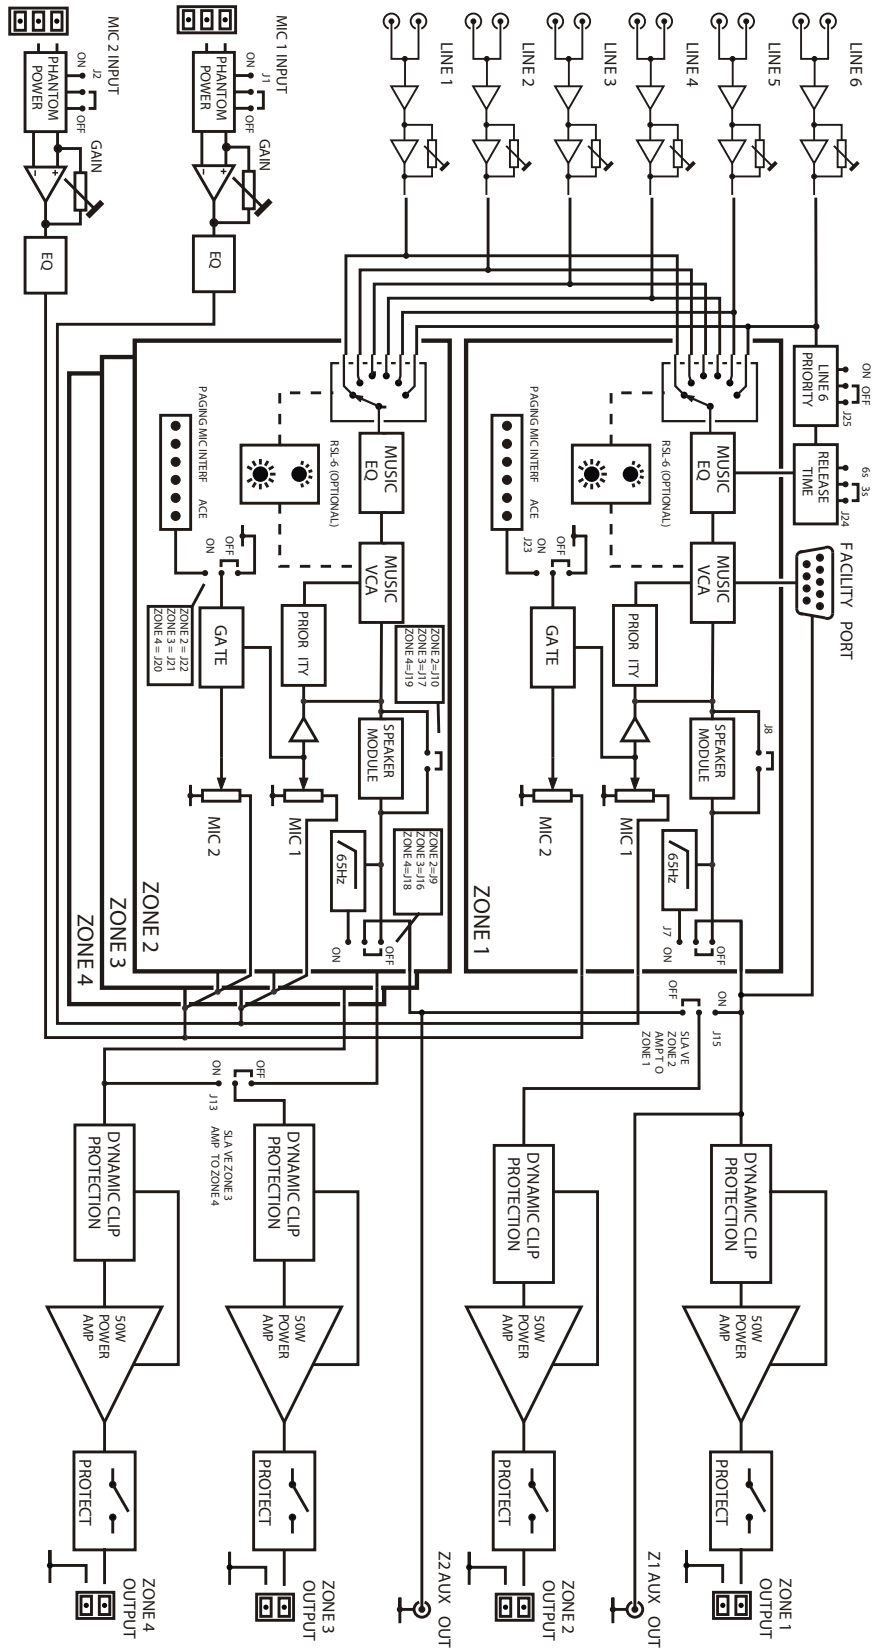 LINE 6
LINE 5
LINE 4
LINE 3
LINE 2
LINE 1
MIC 1 INPUT
J1
ON
OFF
PHANTOM
POWER
GAIN
+
–
EQ
MIC 2 INPUT
J2
ON
OFF
PHANTOM
POWER
GAIN
+
–
EQ
ON OFF
J25
LINE 6
PRIORITY
6s 3s
J24
RELEASE
TIME
FACILITY PORT
MUSIC
EQ
MUSIC
VCA
RSL-6 (OPTIONAL)
PAGING MIC INTERF ACE
J23
ON
OFF
PRIOR ITY
GA TE
J8
SPEAKER
MODULE
MIC 1
MIC 2
65Hz
J7
ON
OFF
ZONE 1
MUSIC
EQ
MUSIC
VCA
RSL-6 (OPTIONAL)
PAGING MIC INTERF ACE
ON
OFF
ZONE 2 = J22
ZONE 3 = J21
ZONE 4 = J20
PRIOR ITY
GA TE
ZONE 2=J10
ZONE 3=J17
ZONE 4=J19
SPEAKER
MODULE
MIC 1
MIC 2
ZONE 2=J9
ZONE 3=J16
ZONE 4=J18
65Hz
ON
OFF
ZONE 2
ZONE 3
ZONE 4
ON
OFF
J15
SLA VE
ZONE 2
AMP T O
ZONE 1
OFF
ON
J13
SLA VE ZONE 3
AMP TO ZONE 4
DYNAMIC CLIP
PROTECTION
50W
POWER
AMP
PROTECT
ZONE 1
OUTPUT
Z1 AUX OUT
DYNAMIC CLIP
PROTECTION
50W
POWER
AMP
PROTECT
ZONE 2
OUTPUT
Z2 AUX OUT
DYNAMIC CLIP
PROTECTION
50W
POWER
AMP
PROTECT
ZONE 3
OUTPUT
DYNAMIC CLIP
PROTECTION
50W
POWER
AMP
PROTECT
ZONE 4
OUTPUT